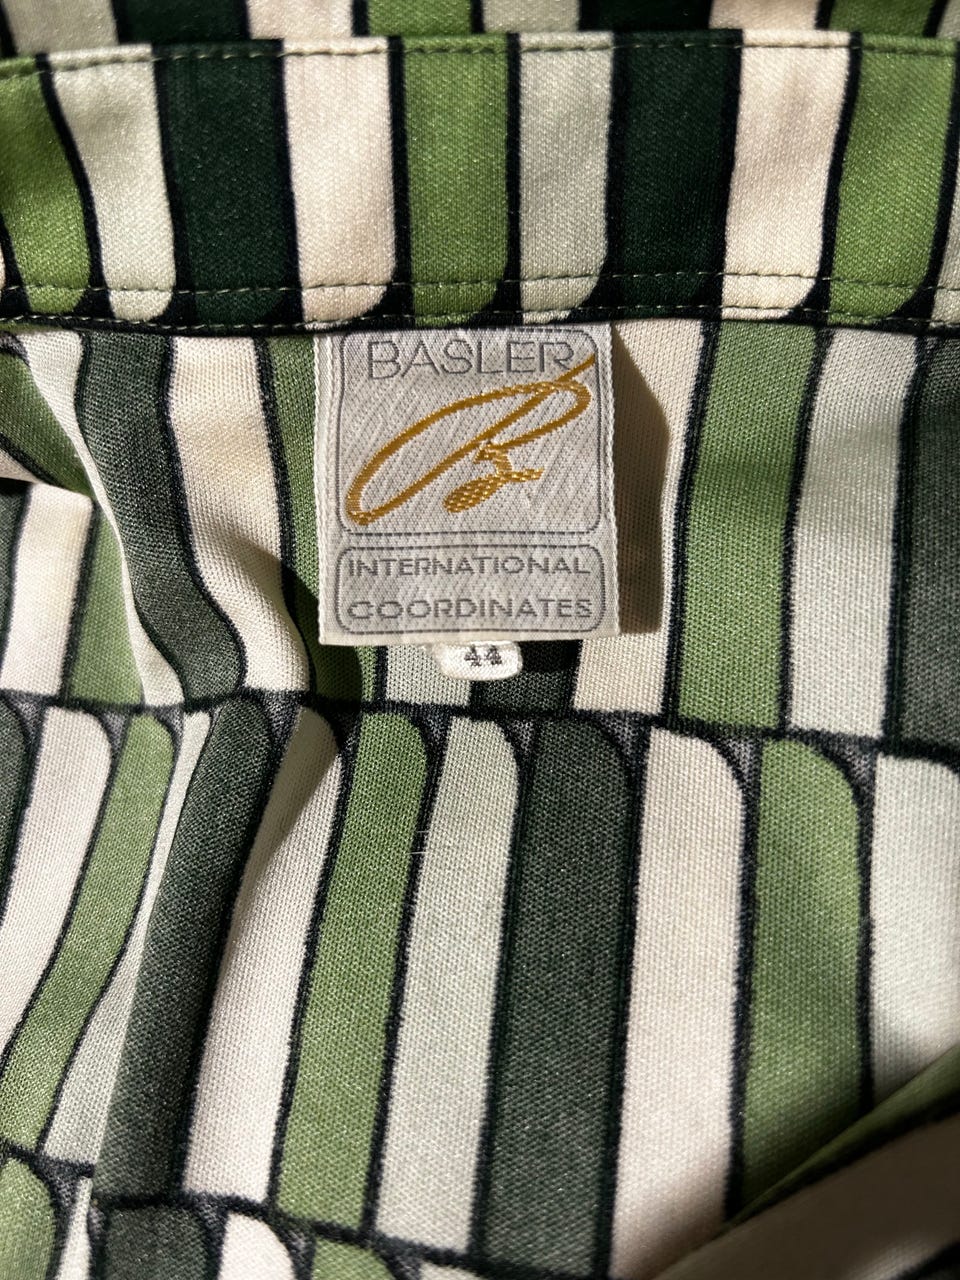 BASLER
INTERNATIONAL
COORDINATES
44